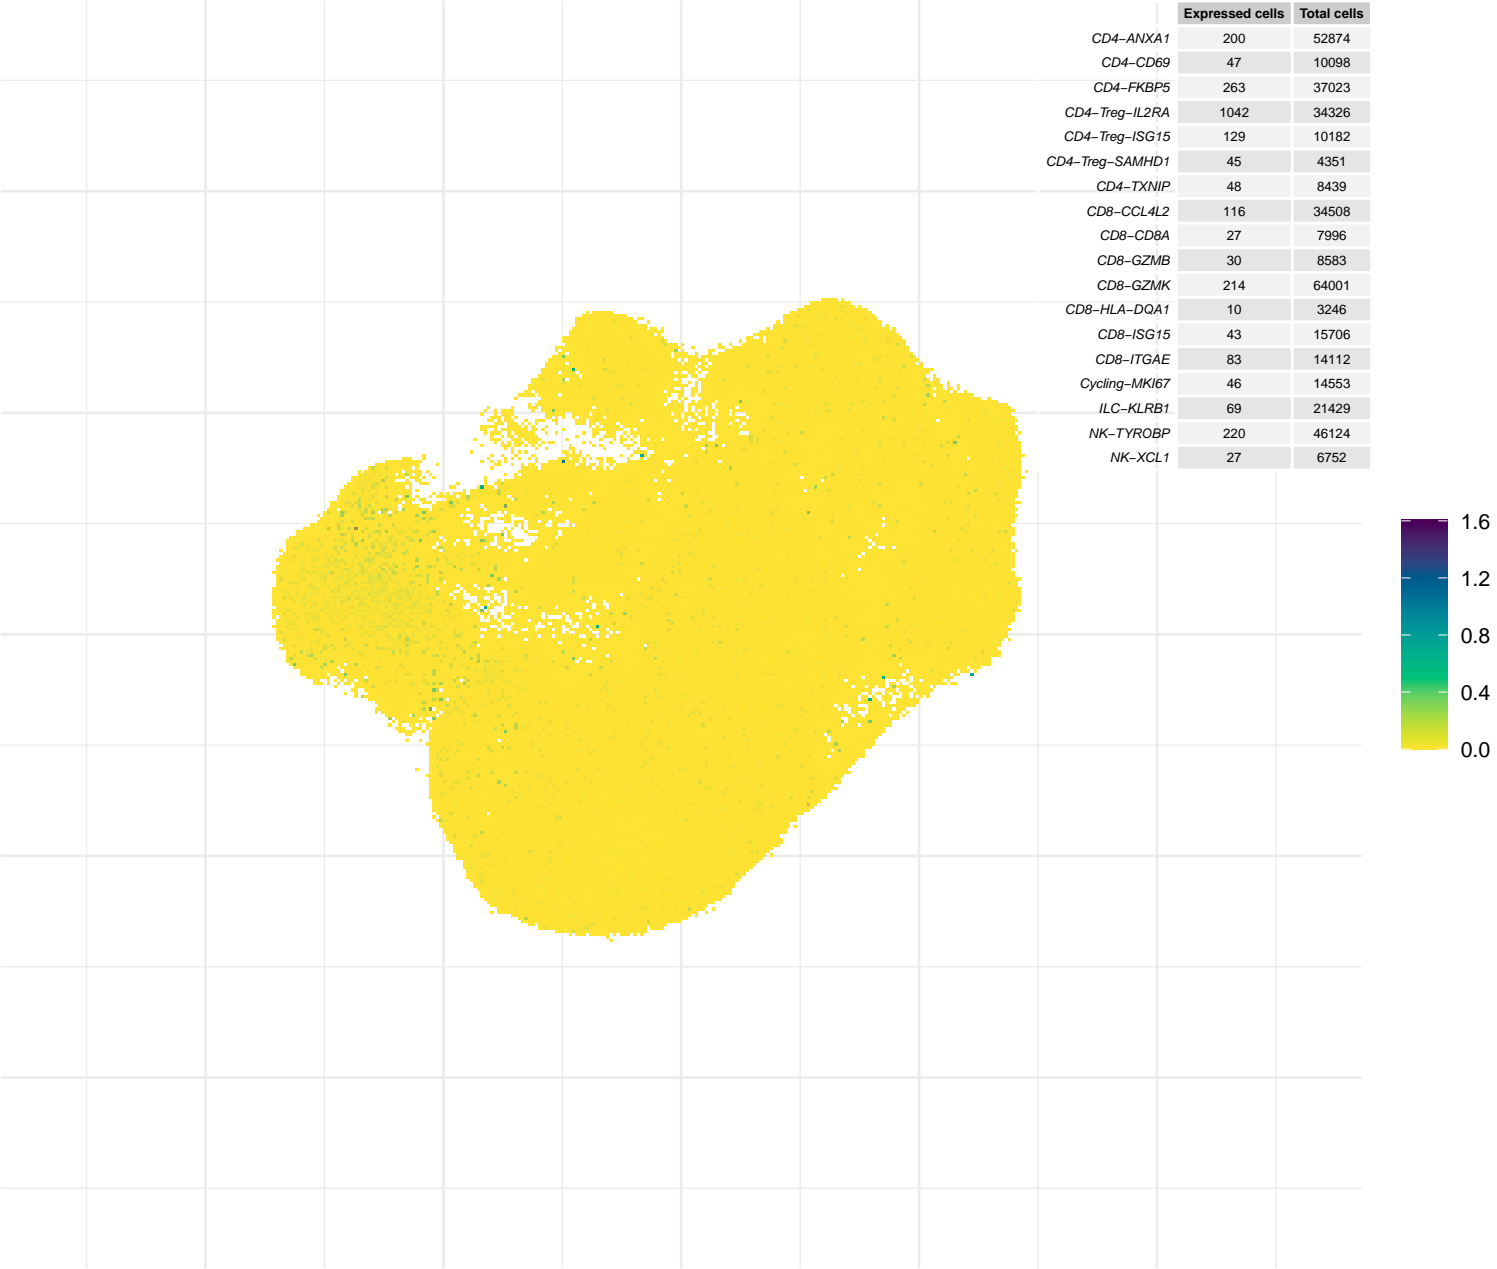 Expressed cells Total cells
CD4−ANXA1 200 52874
CD4−CD69 47 10098
CD4−FKBP5 263 37023
CD4−Treg−IL2RA 1042 34326
CD4−Treg−ISG15 129 10182
CD4−Treg−SAMHD1 45 4351
CD4−TXNIP 48 8439
CD8−CCL4L2 116 34508
CD8−CD8A 27 7996
CD8−GZMB 30 8583
CD8−GZMK 214 64001
CD8−HLA−DQA1 10 3246
CD8−ISG15 43 15706
CD8−ITGAE 83 14112
Cycling−MKI67 46 14553
ILC−KLRB1 69 21429
NK−TYROBP 220 46124
NK−XCL1 27 6752
1.6
1.2
0.8
0.4
0.0